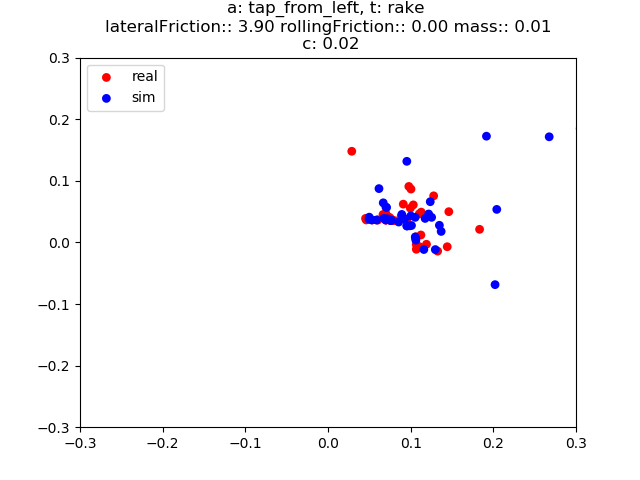 a: tap_from_left, t: rake
lateralFriction:: 3.90 rollingFriction:: 0.00 mass:: 0.01
c: 0.02
real
sim
0.3
0.2
0.1
0.0
−0.1
−0.2
−0.3
−0.3 −0.2 −0.1 0.0 0.1 0.2 0.3